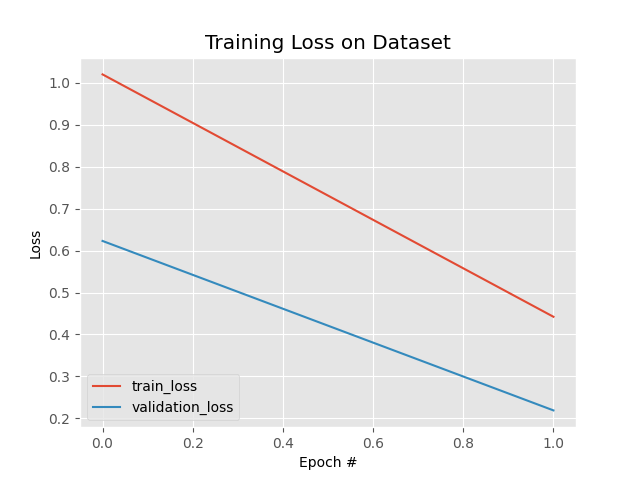 Training Loss on Dataset
1.0
0.9
0.8
0.7
0.6
0.5
0.4
0.3
0.2
Loss
train_loss
validation_loss
0.0 0.2 0.4 0.6 0.8 1.0
Epoch #